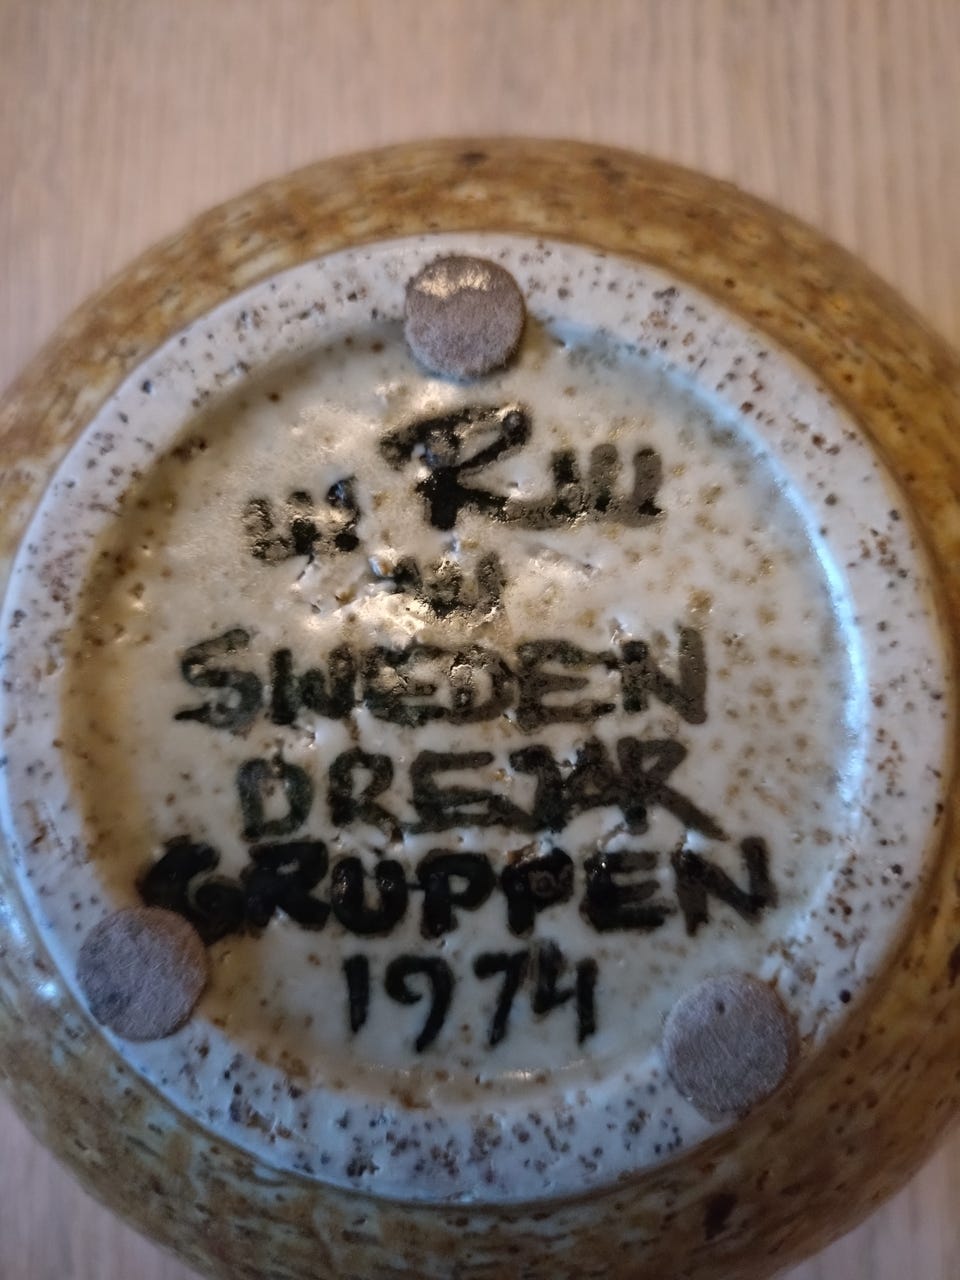 SWEDEN
DREJAR
GRUPPEN
1974